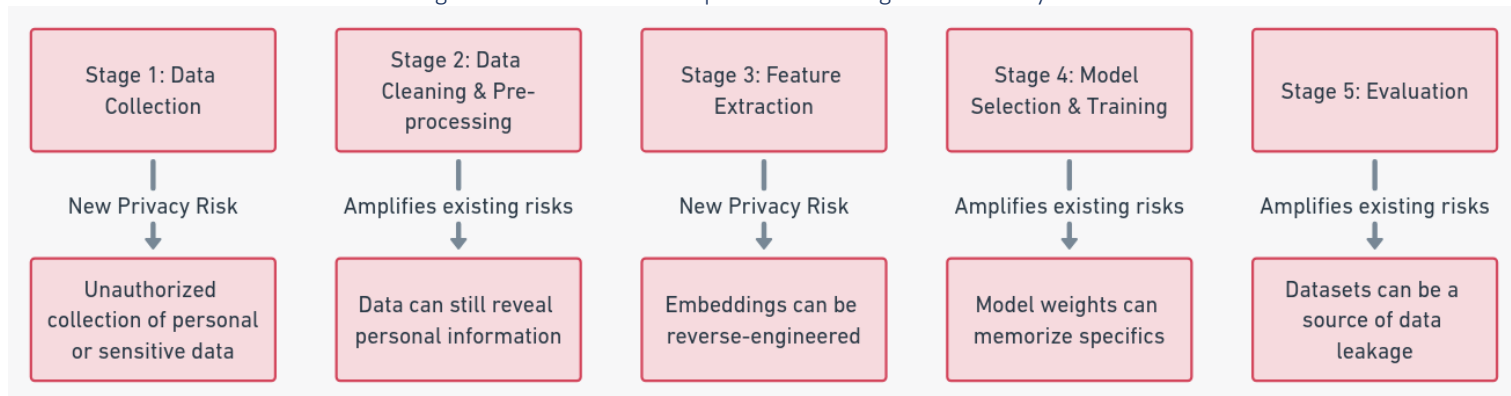 Stage 1: Data
Collection
Stage 2: Data
Cleaning & Pre-
processing
Stage 3: Feature
Extraction
Stage 4: Model
Selection & Training
Stage 5: Evaluation
New Privacy Risk
Amplifies existing risks
New Privacy Risk
Amplifies existing risks
Amplifies existing risks
Unauthorized
collection of personal
or sensitive data
Data can still reveal
personal information
Embeddings can be
reverse-engineered
Model weights can
memorize specifics
Datasets can be a
source of data
leakage